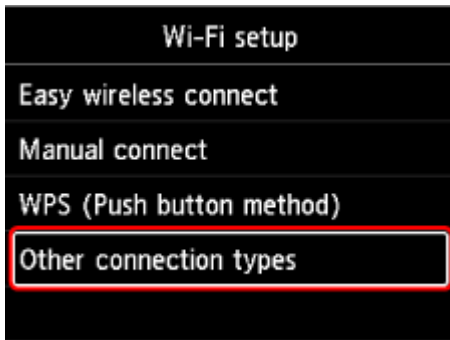 Wi-Fi setup
Easy wireless connect
Manual connect
WPS (Push button method)
Other connection types